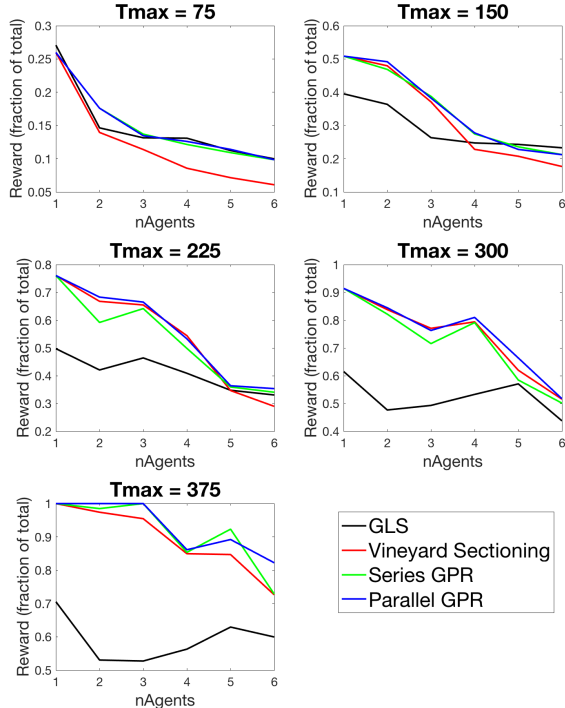 Tmax = 75
Reward (fraction of total)
0.3
0.25
0.2
0.15
0.1
0.05
1 2 3 4 5 6
nAgents
Tmax = 150
Reward (fraction of total)
0.6
0.5
0.4
0.3
0.2
0.1
1 2 3 4 5 6
nAgents
Tmax = 225
Reward (fraction of total)
0.8
0.7
0.6
0.5
0.4
0.3
0.2
1 2 3 4 5 6
nAgents
Tmax = 300
Reward (fraction of total)
1
0.9
0.8
0.7
0.6
0.5
0.4
1 2 3 4 5 6
nAgents
Tmax = 375
Reward (fraction of total)
1
0.9
0.8
0.7
0.6
0.5
1 2 3 4 5 6
nAgents
GLS
Vineyard Sectioning
Series GPR
Parallel GPR